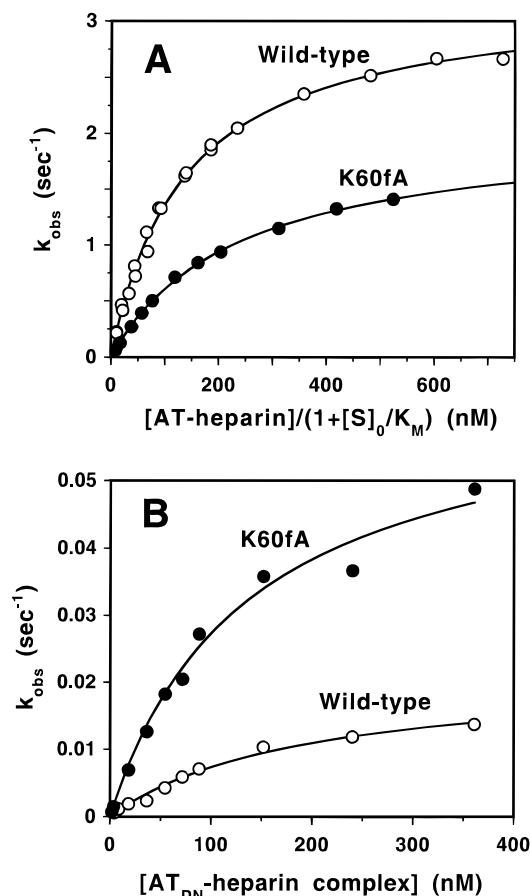 A
Wild-type
K60fA
3
2
1
0
k_obs (sec⁻¹)
0 200 400 600
[AT-heparin]/(1+[S]₀/K_M) (nM)
B
K60fA
Wild-type
0.05
0.04
0.03
0.02
0.01
0
k_obs (sec⁻¹)
0 100 200 300 400
[AT_DN-heparin complex] (nM)